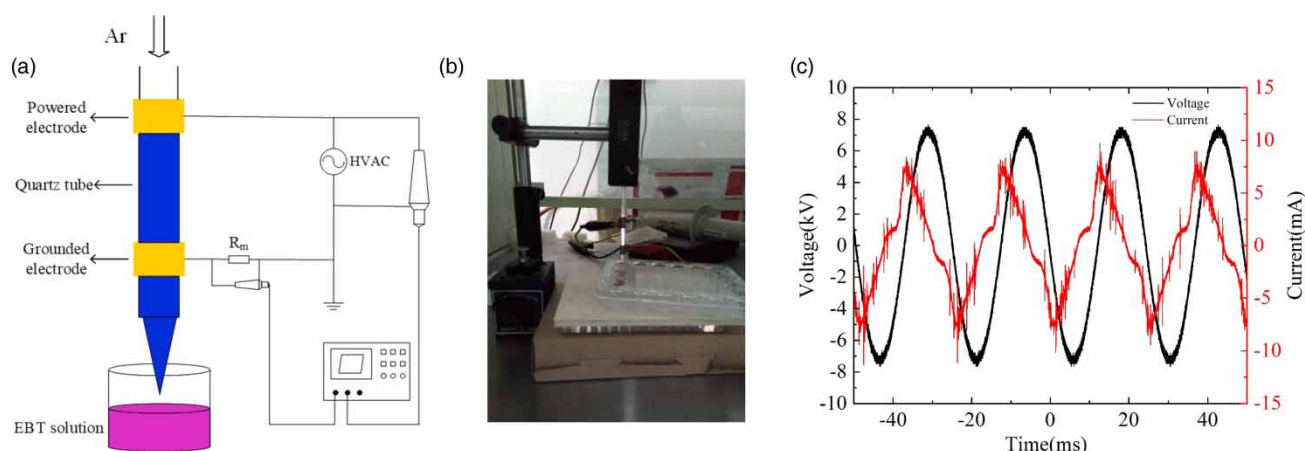 Ar
(a)
Powered
electrode
HVAC
Quartz tube
Grounded
electrode
Rm
EBT solution
(b)
(c)
Voltage
Current
10
8
6
4
2
0
-2
-4
-6
-8
-10
Voltage(kV)
15
10
5
0
-5
-10
-15
Current(mA)
-40
-20
0
20
40
Time(ms)